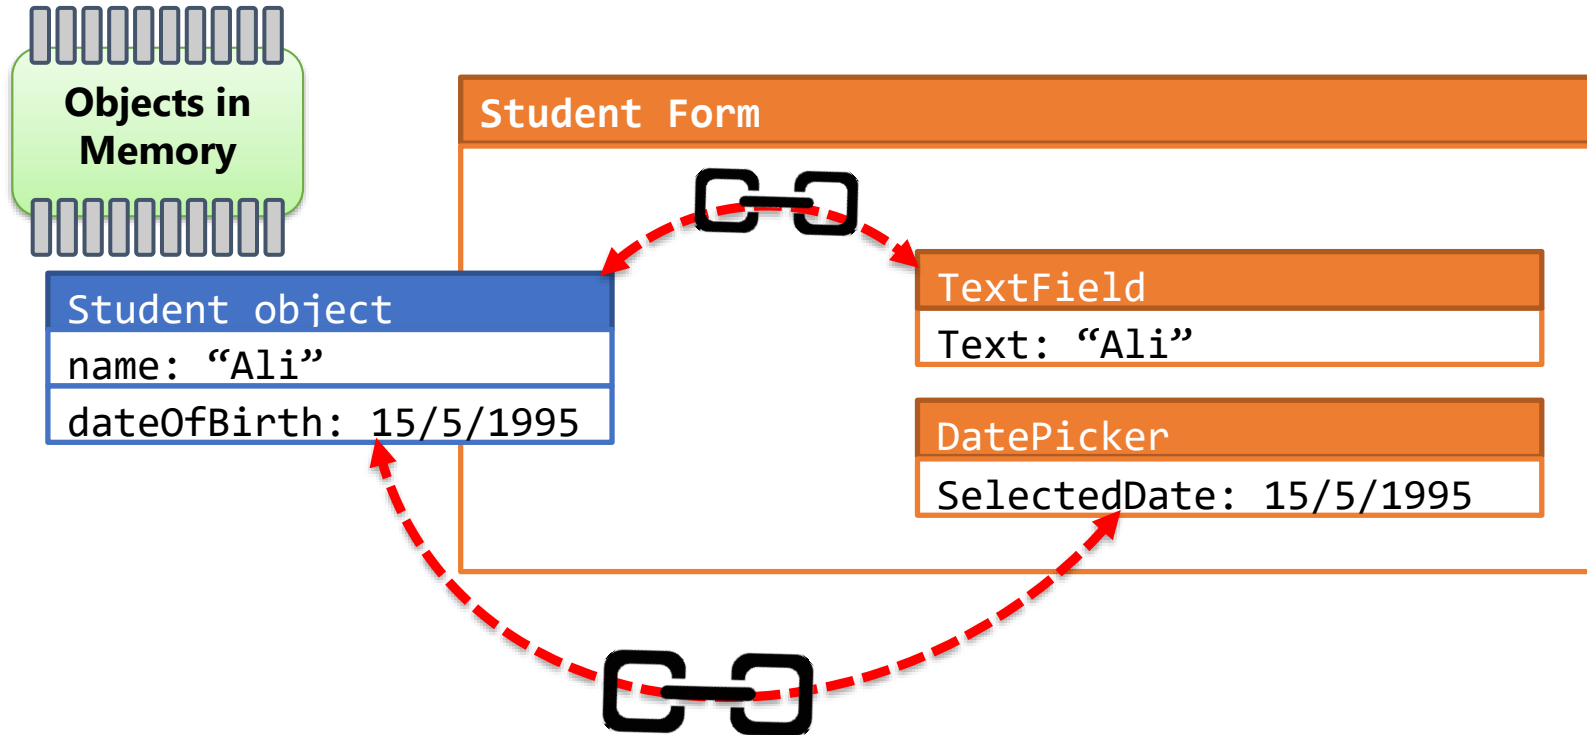 Objects in
Memory
Student Form
Student object
name: “Ali”
dateOfBirth: 15/5/1995
TextField
Text: “Ali”
DatePicker
SelectedDate: 15/5/1995